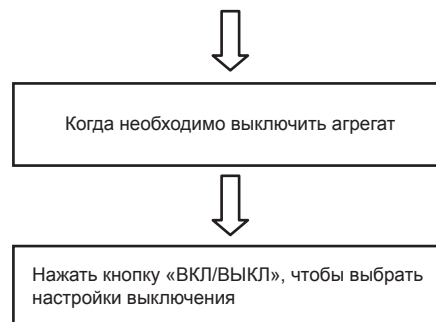 Когда необходимо выключить агрегат
Нажать кнопку «ВКЛ/ВЫКЛ», чтобы выбрать
настройки выключения